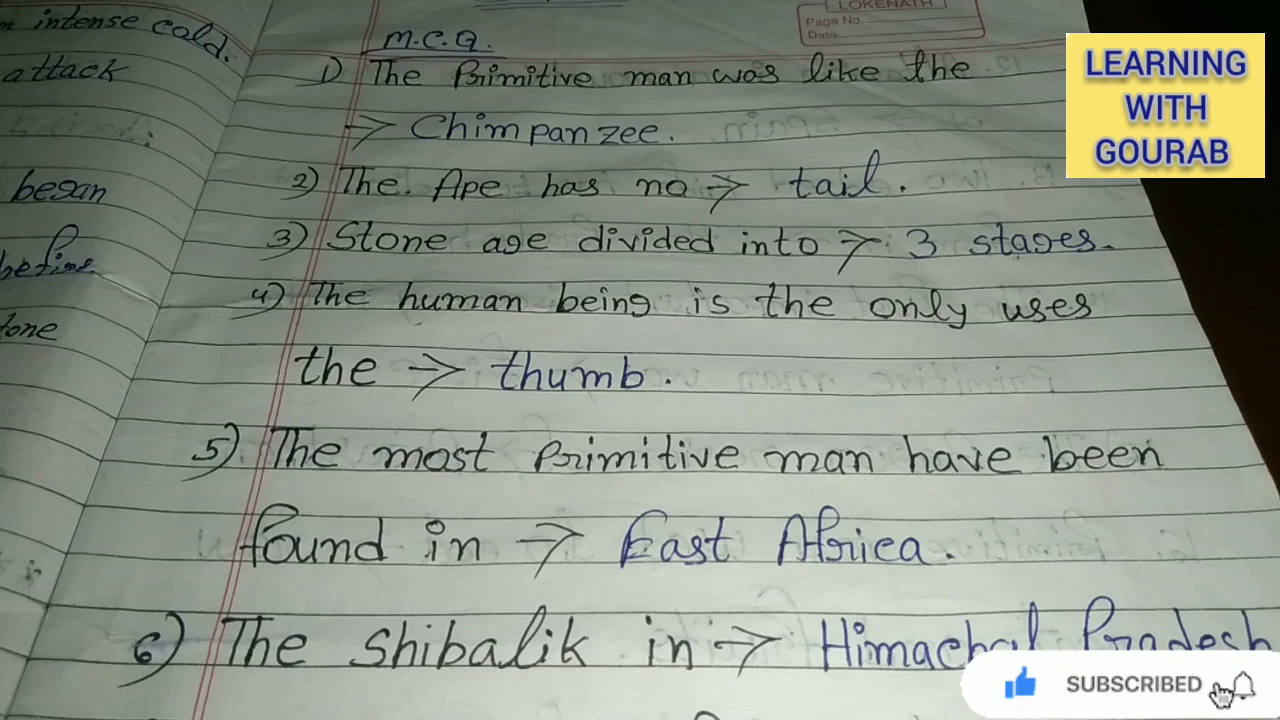 n intense cold.
attack
began
tone
LOKENATH
Page No.
Date
M.C.Q.
1) The Primitive man was like the
→ Chimpanzee.
2) The Ape has no → tail.
3) Stone age divided into → 3 stages.
4) The human being is the only uses
the → thumb.
5) The most Primitive man have been
found in → East Africa.
6) The Shibalik in → Himachal Pradesh
LEARNING
WITH
GOURAB
SUBSCRIBED